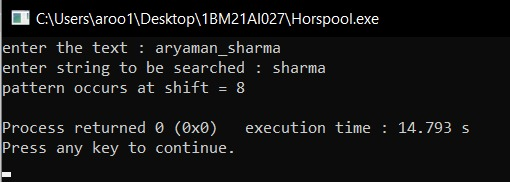 C:\Users\aroo1\Desktop\1BM21AI027\Horspool.exe
enter the text : aryaman_sharma
enter string to be searched : sharma
pattern occurs at shift = 8
Process returned 0 (0x0)   execution time : 14.793 s
Press any key to continue.